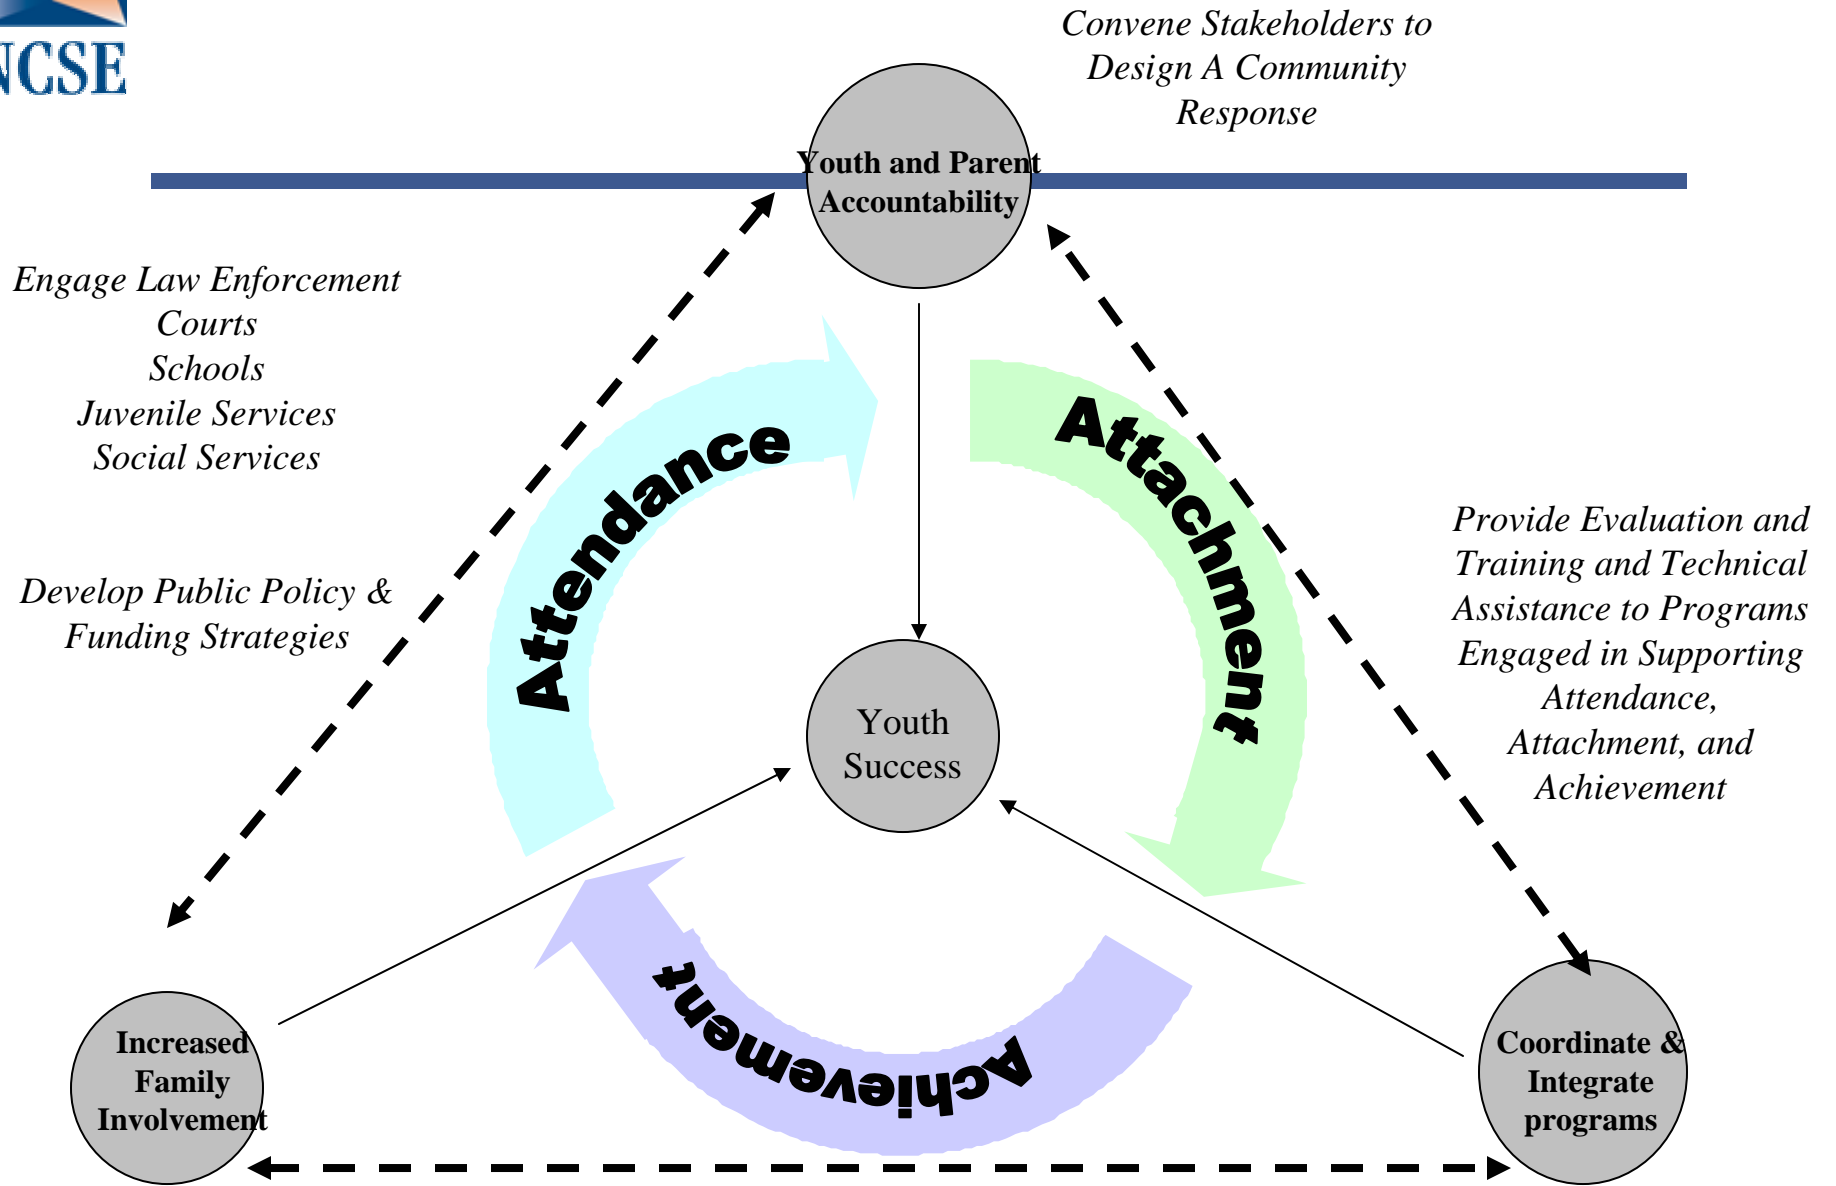 NCSE
Convene Stakeholders to
Design A Community
Response
Youth and Parent
Accountability
Engage Law Enforcement
Courts
Schools
Juvenile Services
Social Services
Develop Public Policy &
Funding Strategies
Attendance
Attachment
Provide Evaluation and
Training and Technical
Assistance to Programs
Engaged in Supporting
Attendance,
Attachment, and
Achievement
Youth
Success
Achievement
Increased
Family
Involvement
Coordinate &
Integrate
programs